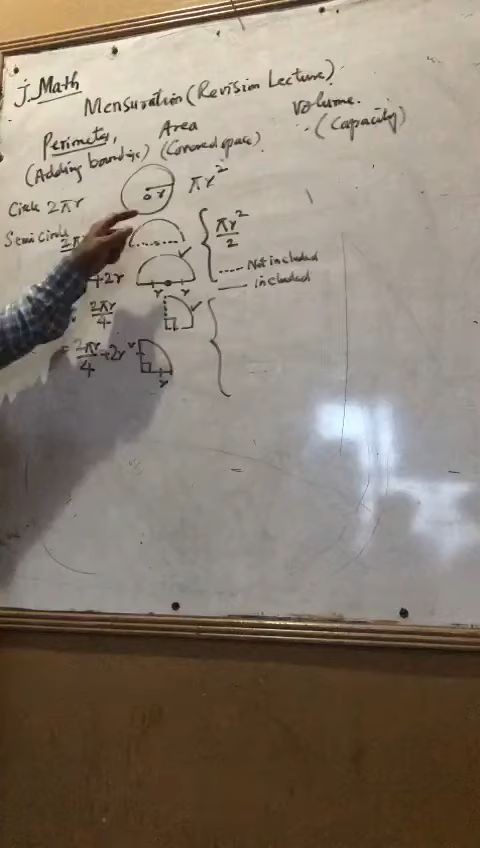 J. Math
Mensuration (Revision Lecture)
Perimeter, Area Volume.
(Adding boundings) (Covered space) (Capacity)
Circle 2πr o r πr²
Semi Circle
πr²/2
---- Not included
+2r r r —— included
2πr/4
= 2πr/4 +2r r
r